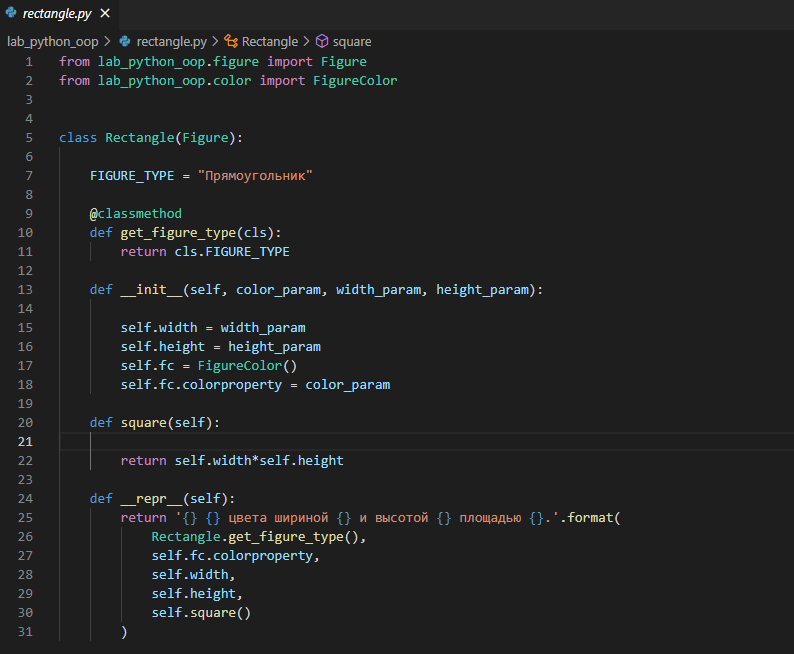 rectangle.py ×
lab_python_oop > rectangle.py > Rectangle > square
1 from lab_python_oop.figure import Figure
2 from lab_python_oop.color import FigureColor
3
4
5 class Rectangle(Figure):
6
7     FIGURE_TYPE = "Прямоугольник"
8
9     @classmethod
10     def get_figure_type(cls):
11         return cls.FIGURE_TYPE
12
13     def __init__(self, color_param, width_param, height_param):
14
15         self.width = width_param
16         self.height = height_param
17         self.fc = FigureColor()
18         self.fc.colorproperty = color_param
19
20     def square(self):
21
22         return self.width*self.height
23
24     def __repr__(self):
25         return '{} {} цвета шириной {} и высотой {} площадью {}.'.format(
26             Rectangle.get_figure_type(),
27             self.fc.colorproperty,
28             self.width,
29             self.height,
30             self.square()
31         )